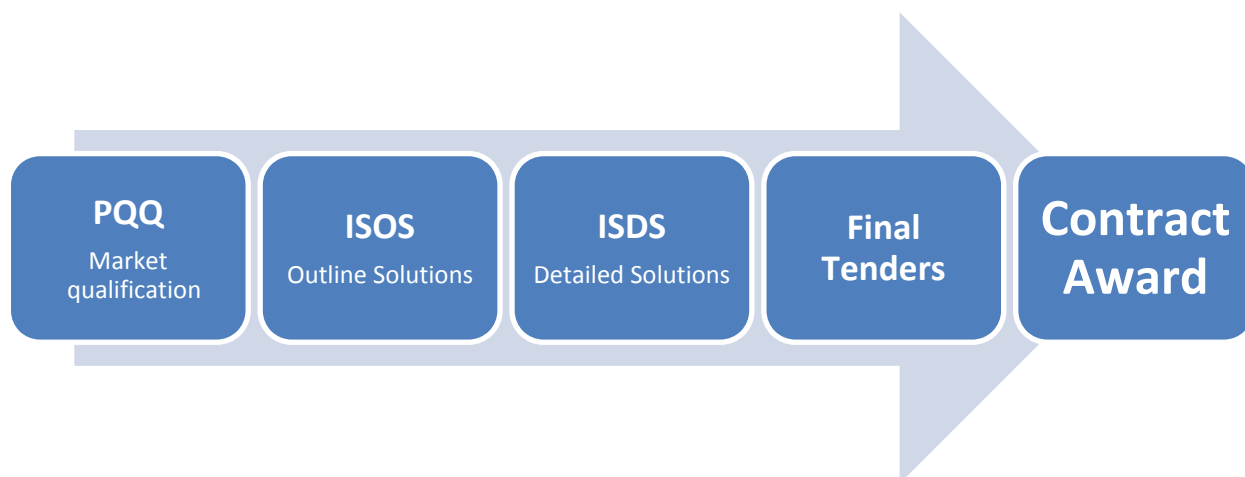 PQQ
Market
qualification
ISOS
Outline Solutions
ISDS
Detailed Solutions
Final
Tenders
Contract
Award